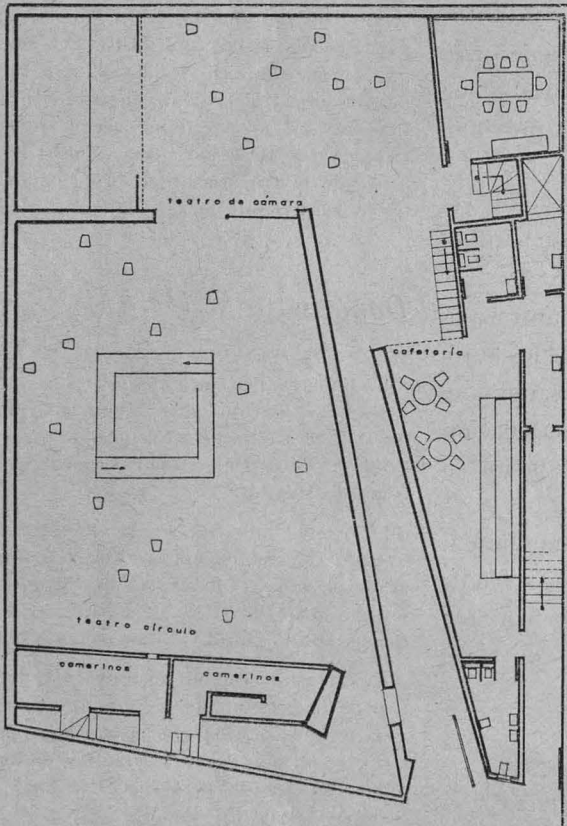 teatro de cámara
cafetería
teatro círculo
camerinos
camerinos